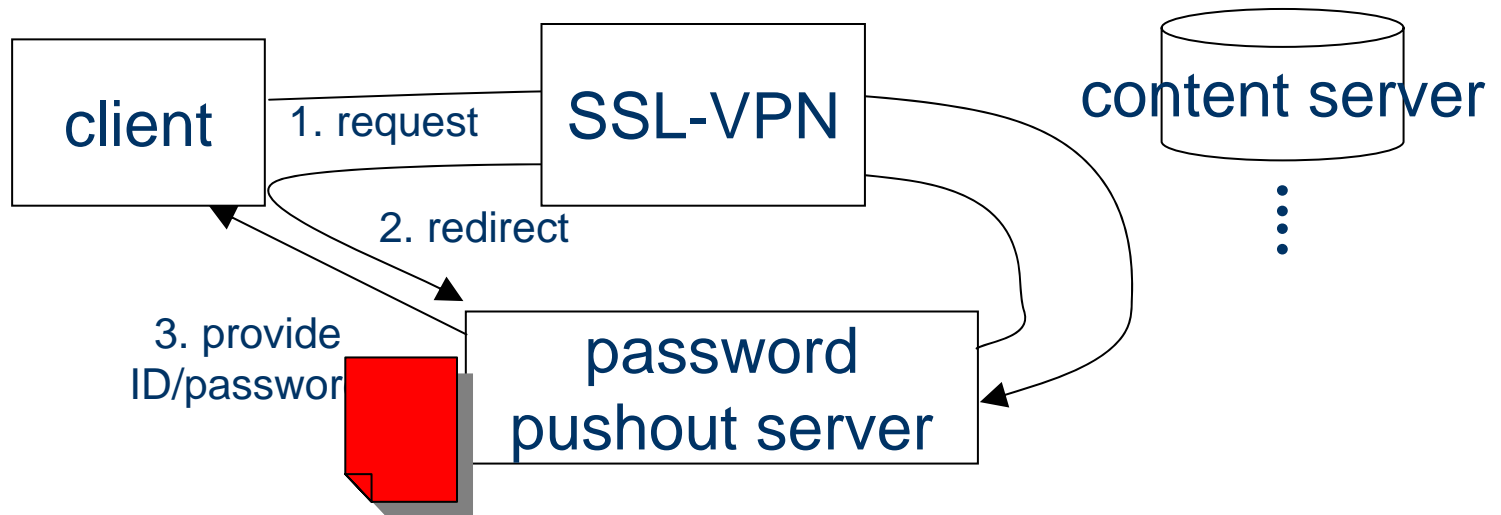 client
1. request
SSL-VPN
content server
2. redirect
3. provide
ID/passwor
password
pushout server